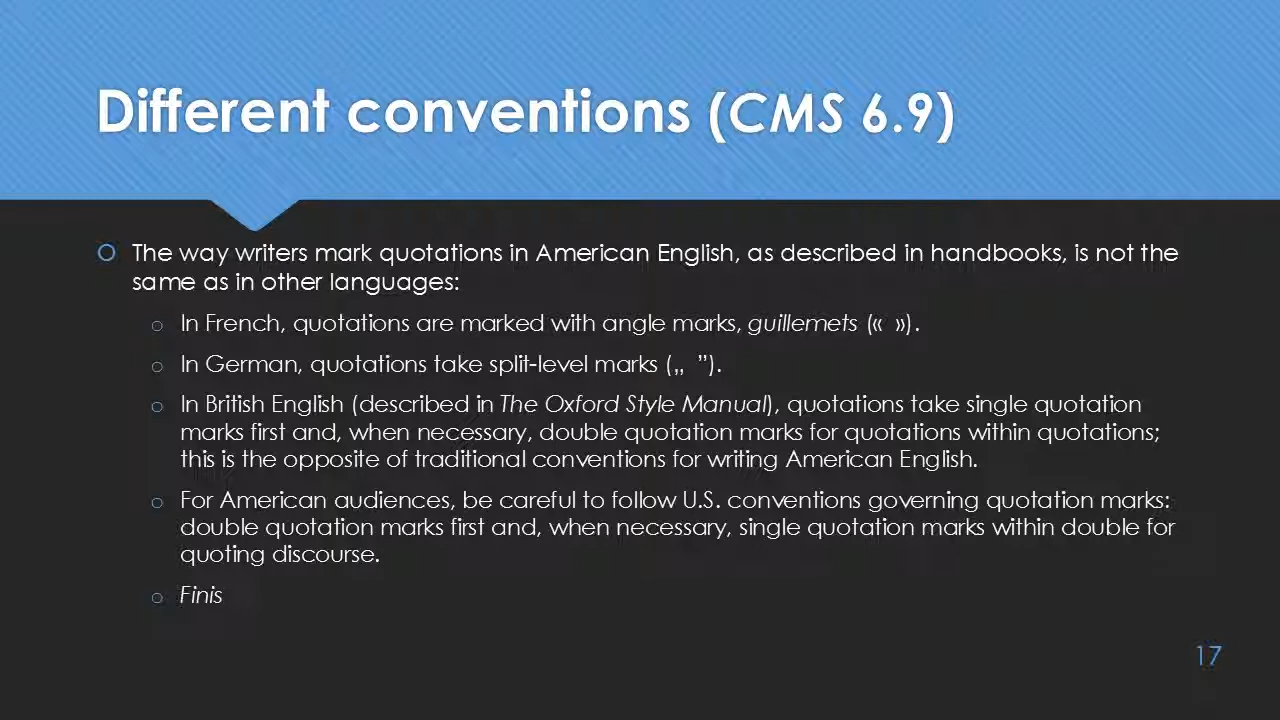 Different conventions (CMS 6.9)
The way writers mark quotations in American English, as described in handbooks, is not the
same as in other languages:
In French, quotations are marked with angle marks, guillemets («  »).
In German, quotations take split-level marks („  ”).
In British English (described in The Oxford Style Manual), quotations take single quotation
marks first and, when necessary, double quotation marks for quotations within quotations;
this is the opposite of traditional conventions for writing American English.
For American audiences, be careful to follow U.S. conventions governing quotation marks:
double quotation marks first and, when necessary, single quotation marks within double for
quoting discourse.
Finis
17